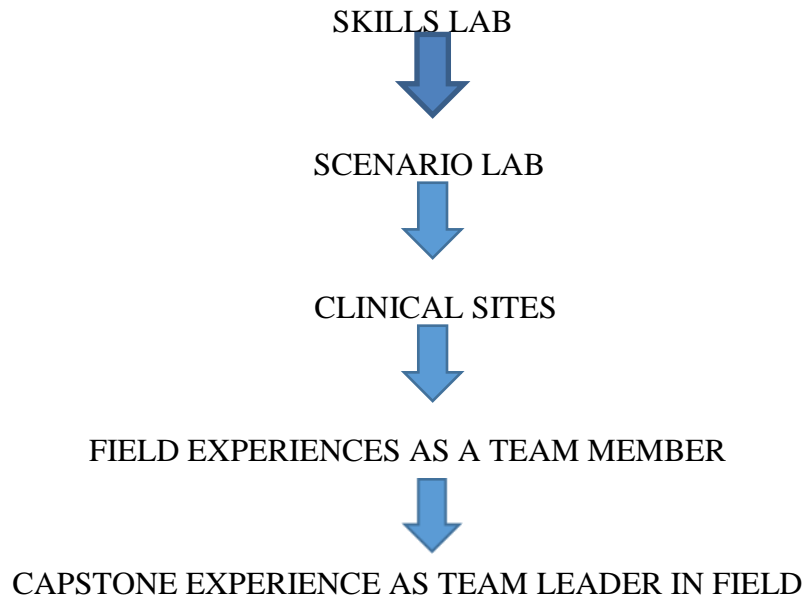 SKILLS LAB
SCENARIO LAB
CLINICAL SITES
FIELD EXPERIENCES AS A TEAM MEMBER
CAPSTONE EXPERIENCE AS TEAM LEADER IN FIELD